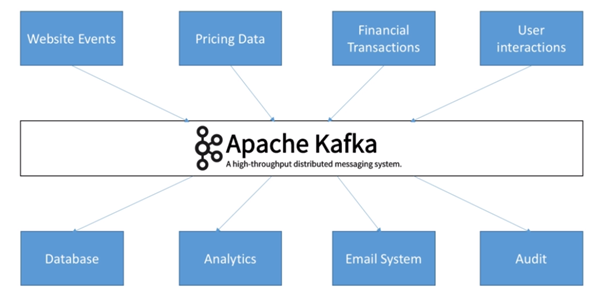 Website Events
Pricing Data
Financial
Transactions
User
interactions
Apache Kafka
A high-throughput distributed messaging system.
Database
Analytics
Email System
Audit